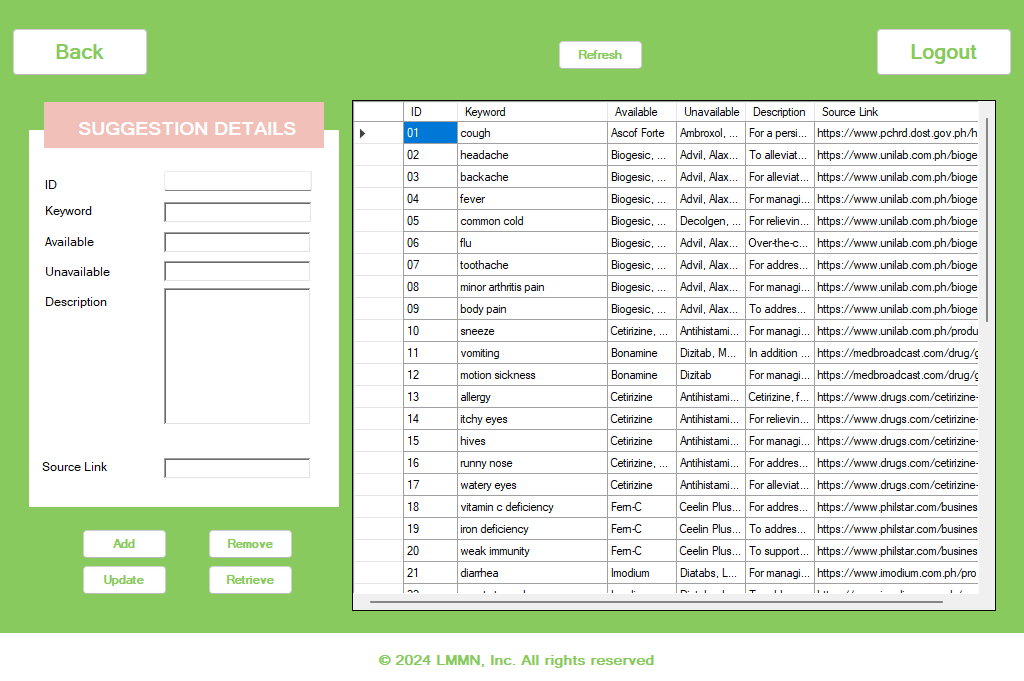 Back
Refresh
Logout
SUGGESTION DETAILS
ID
Keyword
Available
Unavailable
Description
Source Link
Add
Remove
Update
Retrieve
ID Keyword Available Unavailable Description Source Link
01 cough Ascof Forte Ambroxol, ... For a persi... https://www.pchrd.dost.gov.ph/h
02 headache Biogesic, ... Advil, Alax... To alleviat... https://www.unilab.com.ph/bioge
03 backache Biogesic, ... Advil, Alax... For alleviat... https://www.unilab.com.ph/bioge
04 fever Biogesic, ... Advil, Alax... For managi... https://www.unilab.com.ph/bioge
05 common cold Biogesic, ... Decolgen, ... For relievin... https://www.unilab.com.ph/bioge
06 flu Biogesic, ... Advil, Alax... Over-the-c... https://www.unilab.com.ph/bioge
07 toothache Biogesic, ... Advil, Alax... For addres... https://www.unilab.com.ph/bioge
08 minor arthritis pain Biogesic, ... Advil, Alax... For managi... https://www.unilab.com.ph/bioge
09 body pain Biogesic, ... Advil, Alax... To addres... https://www.unilab.com.ph/bioge
10 sneeze Cetirizine, ... Antihistami... For managi... https://www.unilab.com.ph/produ
11 vomiting Bonamine Dizitab, M... In addition ... https://medbroadcast.com/drug/g
12 motion sickness Bonamine Dizitab For managi... https://medbroadcast.com/drug/g
13 allergy Cetirizine Antihistami... Cetirizine, f... https://www.drugs.com/cetirizine-
14 itchy eyes Cetirizine Antihistami... For relievin... https://www.drugs.com/cetirizine-
15 hives Cetirizine Antihistami... For managi... https://www.drugs.com/cetirizine-
16 runny nose Cetirizine, ... Antihistami... For addres... https://www.drugs.com/cetirizine-
17 watery eyes Cetirizine Antihistami... For alleviat... https://www.drugs.com/cetirizine-
18 vitamin c deficiency Fern-C Ceelin Plus... For addres... https://www.philstar.com/busines
19 iron deficiency Fern-C Ceelin Plus... To addres... https://www.philstar.com/busines
20 weak immunity Fern-C Ceelin Plus... To support... https://www.philstar.com/busines
21 diarrhea Imodium Diatabs, L... For managi... https://www.imodium.com.ph/pro
© 2024 LMMN, Inc. All rights reserved